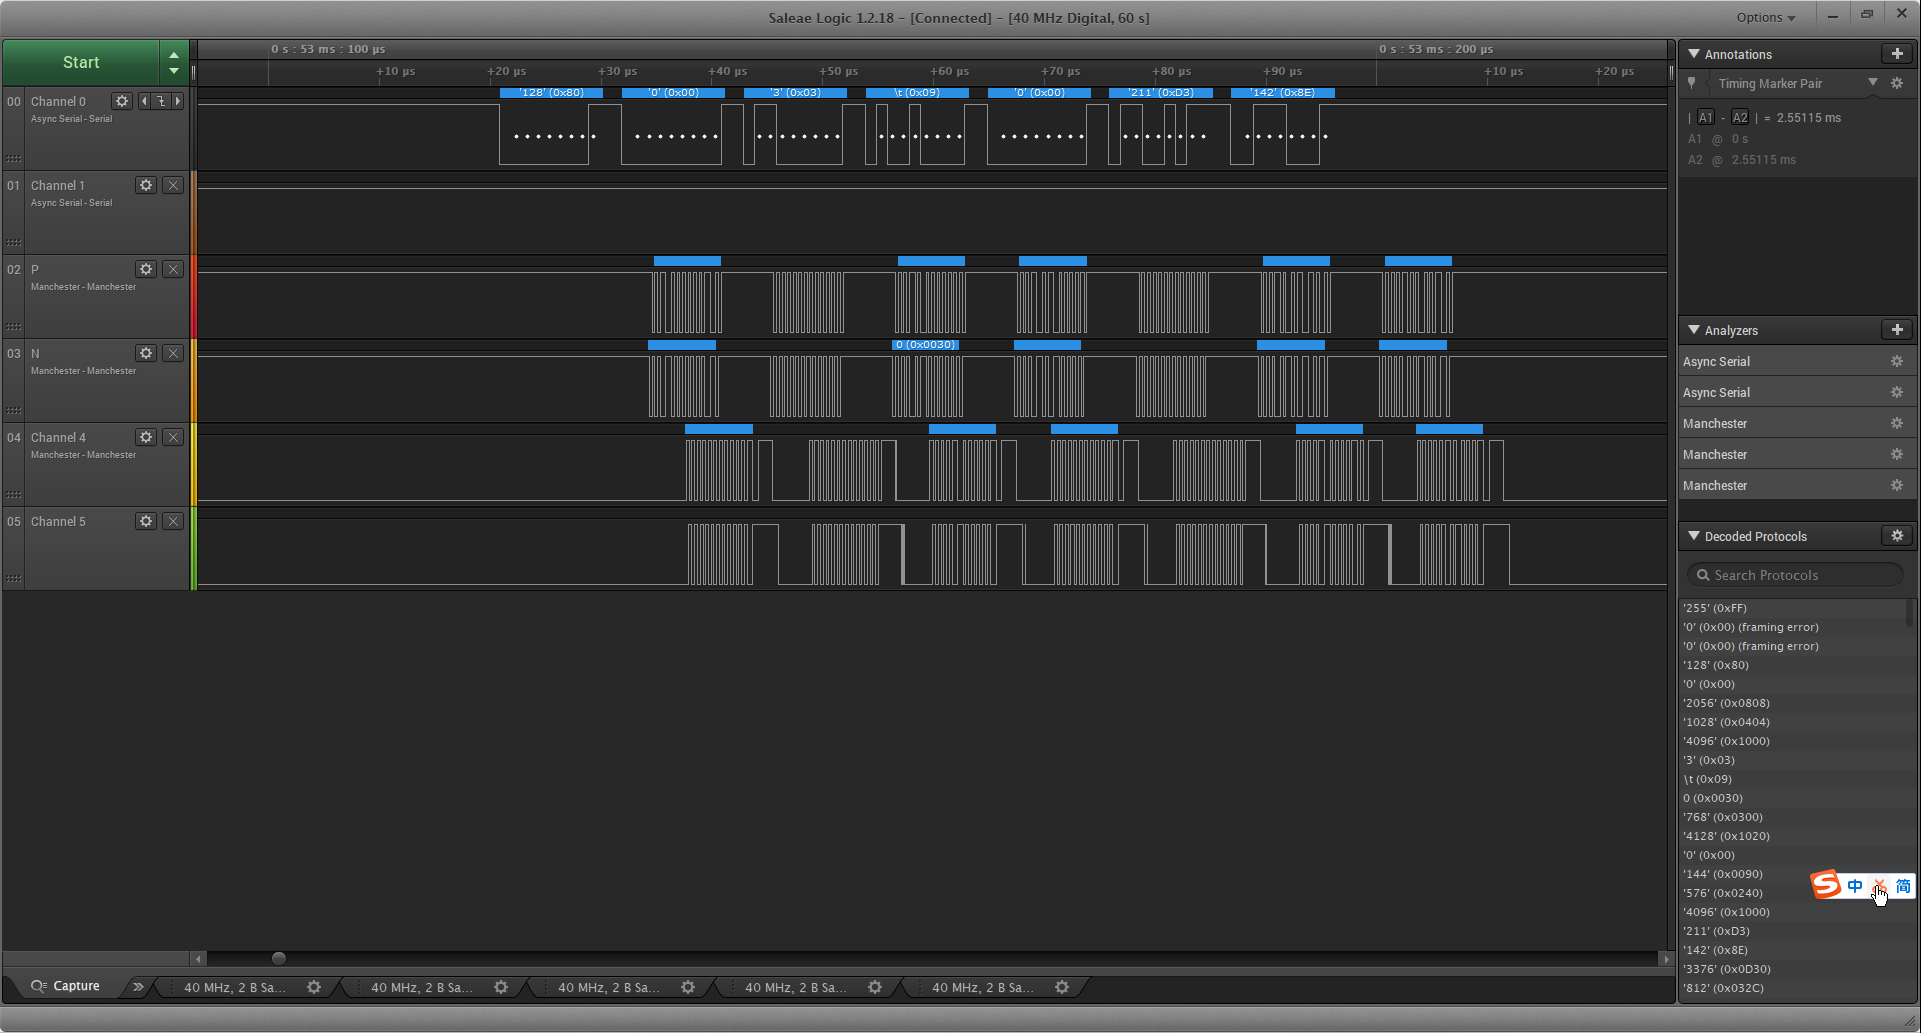 Saleae Logic 1.2.18 - [Connected] - [40 MHz Digital, 60 s]
Options
Start
0 s : 53 ms : 100 µs
0 s : 53 ms : 200 µs
+10 µs
+20 µs
+30 µs
+40 µs
+50 µs
+60 µs
+70 µs
+80 µs
+90 µs
+10 µs
+20 µs
00
Channel 0
Async Serial - Serial
'128' (0x80)
'0' (0x00)
'3' (0x03)
\t (0x09)
'0' (0x00)
'211' (0xD3)
'142' (0x8E)
01
Channel 1
Async Serial - Serial
02
P
Manchester - Manchester
03
N
Manchester - Manchester
0 (0x0030)
04
Channel 4
Manchester - Manchester
05
Channel 5
Annotations
Timing Marker Pair
| A1 - A2 | = 2.55115 ms
A1 @ 0 s
A2 @ 2.55115 ms
Analyzers
Async Serial
Async Serial
Manchester
Manchester
Manchester
Decoded Protocols
Search Protocols
'255' (0xFF)
'0' (0x00) (framing error)
'0' (0x00) (framing error)
'128' (0x80)
'0' (0x00)
'2056' (0x0808)
'1028' (0x0404)
'4096' (0x1000)
'3' (0x03)
\t (0x09)
0 (0x0030)
'768' (0x0300)
'4128' (0x1020)
'0' (0x00)
'144' (0x0090)
'576' (0x0240)
'4096' (0x1000)
'211' (0xD3)
'142' (0x8E)
'3376' (0x0D30)
'812' (0x032C)
S 中 简
Capture
40 MHz, 2 B Sa...
40 MHz, 2 B Sa...
40 MHz, 2 B Sa...
40 MHz, 2 B Sa...
40 MHz, 2 B Sa...